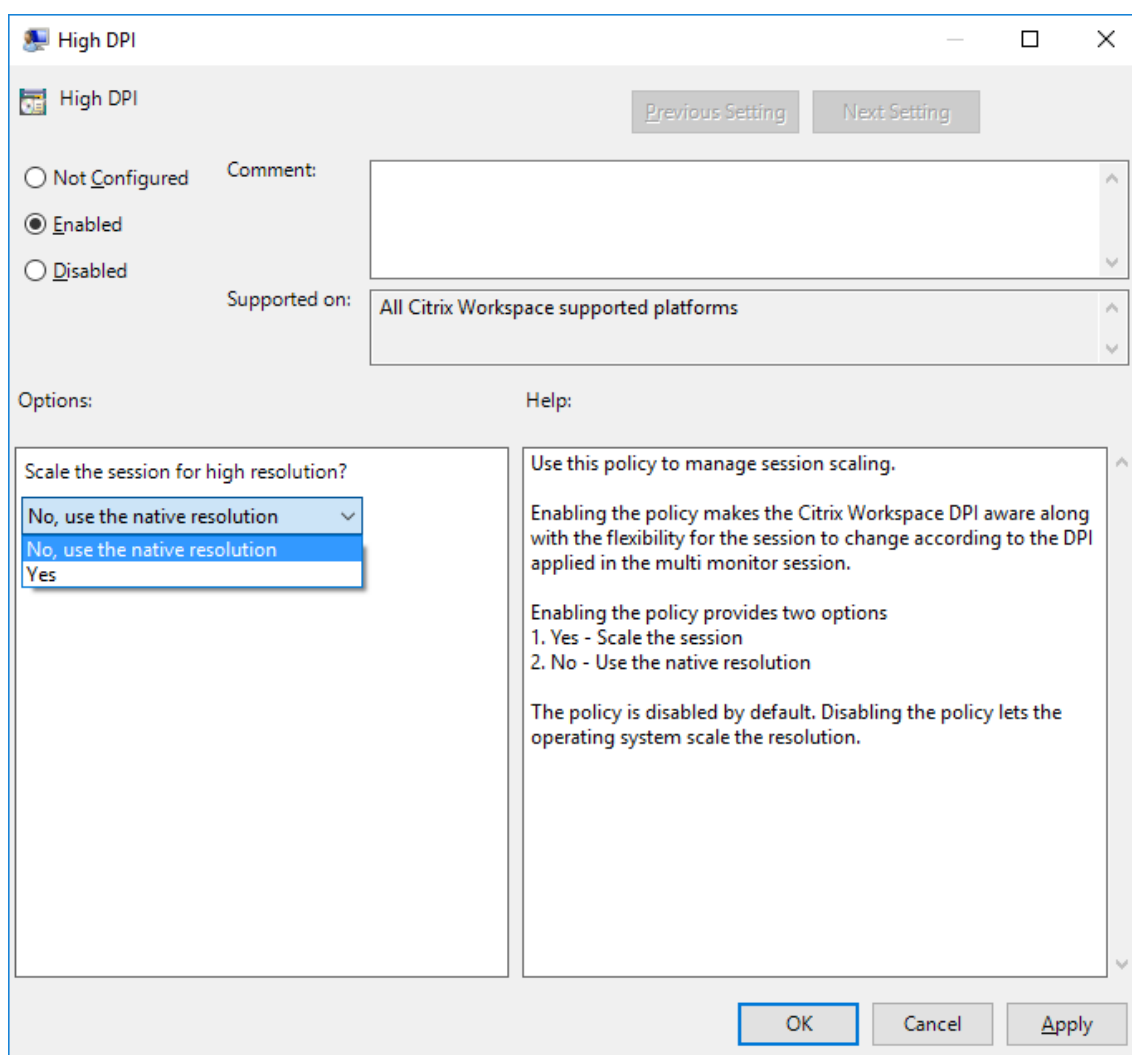 High DPI
High DPI
Previous Setting
Next Setting
Not Configured
Comment:
Enabled
Disabled
Supported on:
All Citrix Workspace supported platforms
Options:
Help:
Scale the session for high resolution?
No, use the native resolution
No, use the native resolution
Yes
Use this policy to manage session scaling.
Enabling the policy makes the Citrix Workspace DPI aware along
with the flexibility for the session to change according to the DPI
applied in the multi monitor session.
Enabling the policy provides two options
1. Yes - Scale the session
2. No - Use the native resolution
The policy is disabled by default. Disabling the policy lets the
operating system scale the resolution.
OK
Cancel
Apply